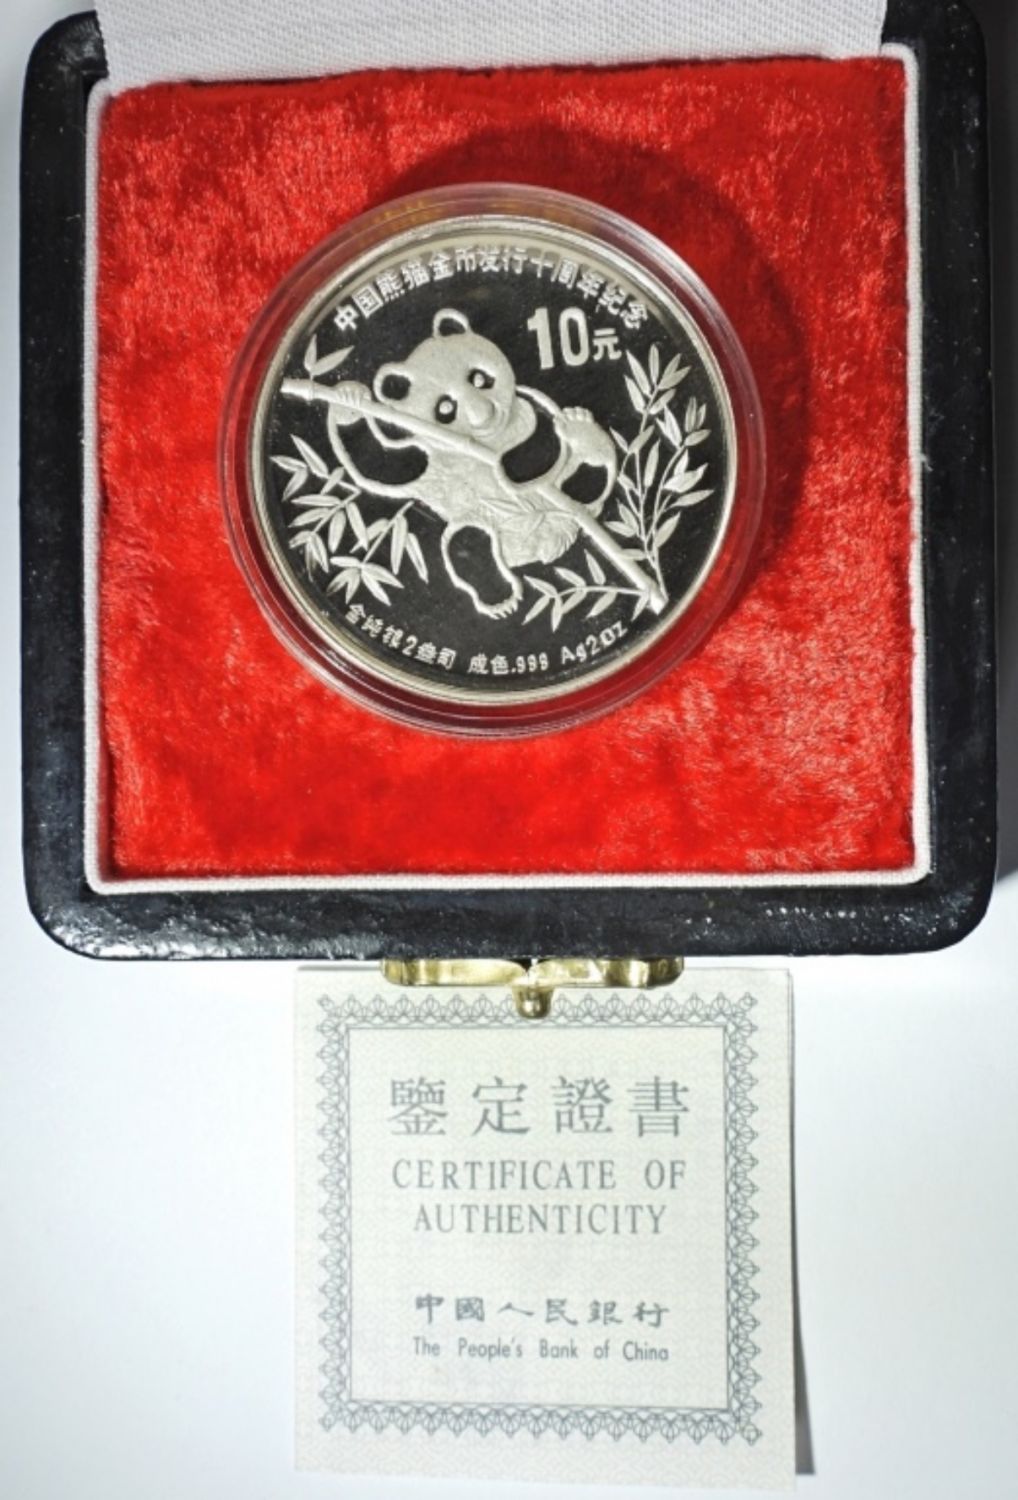 中国熊猫金币发行十周年纪念
10元
含纯银2盎司 成色.999 Ag2oz
鑒定證書
CERTIFICATE OF
AUTHENTICITY
中國人民銀行
The People's Bank of China